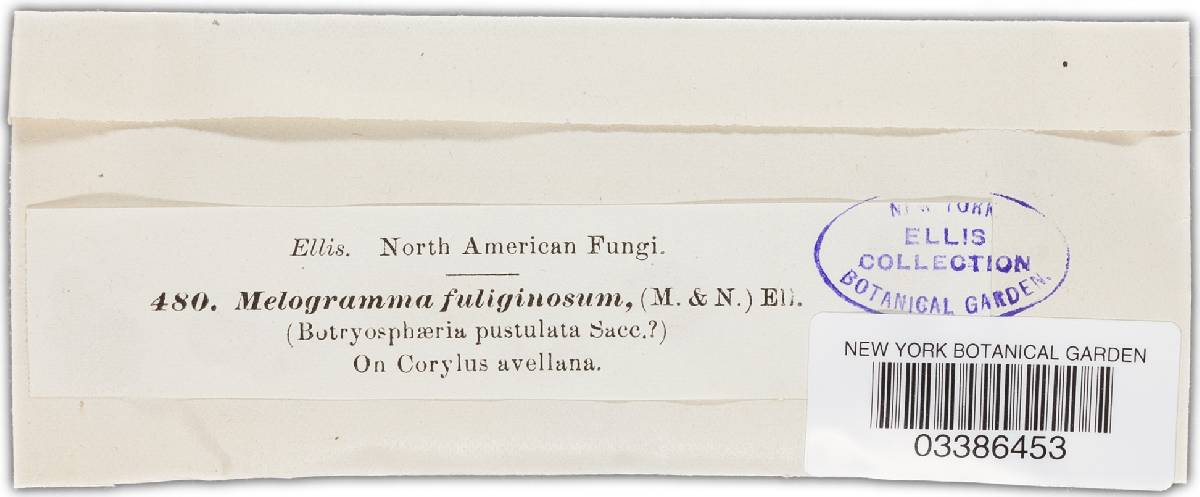 Ellis. North American Fungi.
480. Melogramma fuliginosum, (M. & N.) Ell.
(Botryosphæria pustulata Sacc.?)
On Corylus avellana.
NEW YORK
ELLIS
COLLECTION
BOTANICAL GARDEN.
NEW YORK BOTANICAL GARDEN
03386453